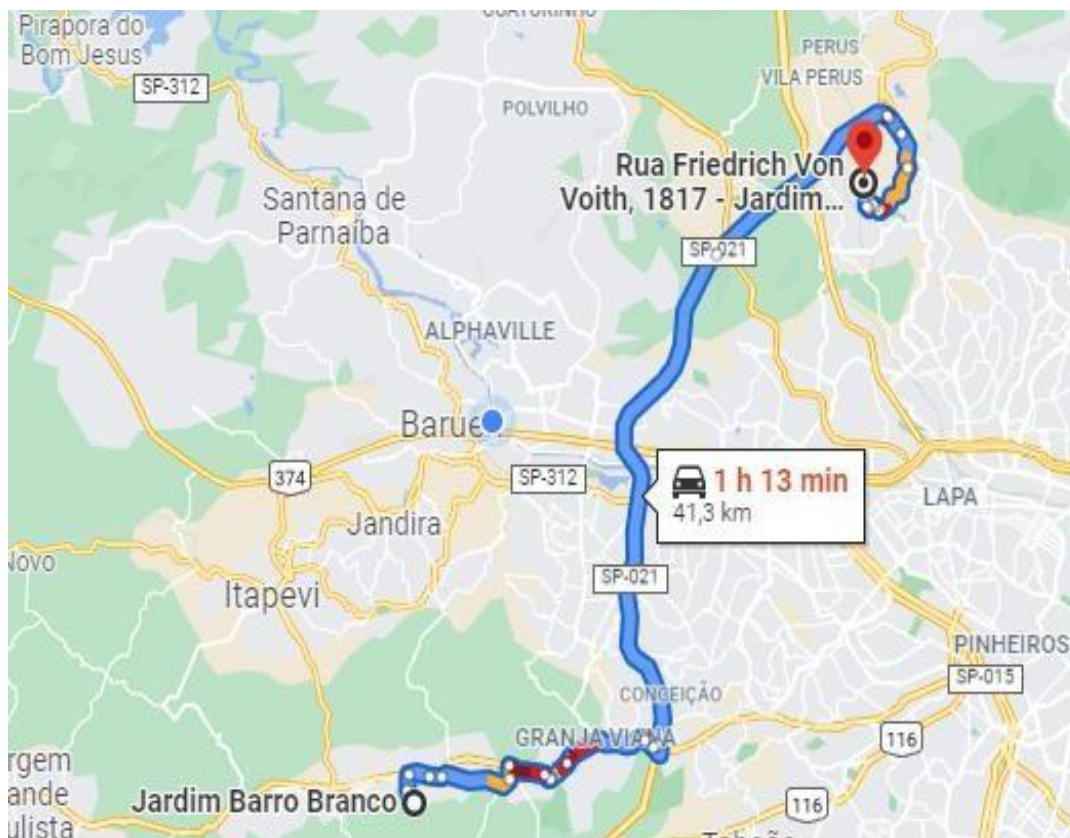 Pirapora do
Bom Jesus
SP-312
PERUS
VILA PERUS
POLVILHO
Rua Friedrich Von
Voith, 1817 - Jardim...
Santana de
Parnaíba
SP-021
ALPHAVILLE
374
SP-312
1 h 13 min
41,3 km
LAPA
Jandira
SP-021
Itapevi
PINHEIROS
SP-015
CONCEIÇÃO
GRANJA VIANA
116
Jardim Barro Branco
116